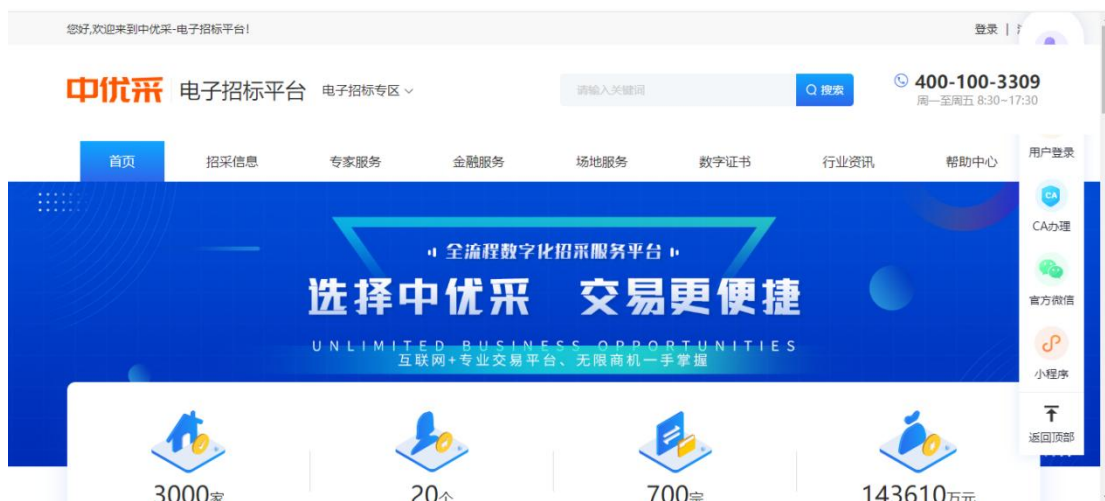 您好,欢迎来到中优采-电子招标平台!
登录 |
中优采 电子招标平台 电子招标专区
请输入关键词 搜索
400-100-3309
周一至周五 8:30~17:30
首页 招采信息 专家服务 金融服务 场地服务 数字证书 行业资讯 帮助中心
用户登录
CA
CA办理
官方微信
小程序
返回顶部
全流程数字化招采服务平台
选择中优采 交易更便捷
UNLIMITED BUSINESS OPPORTUNITIES
互联网+专业交易平台、无限商机一手掌握
3000家 20个 700宗 143610万元